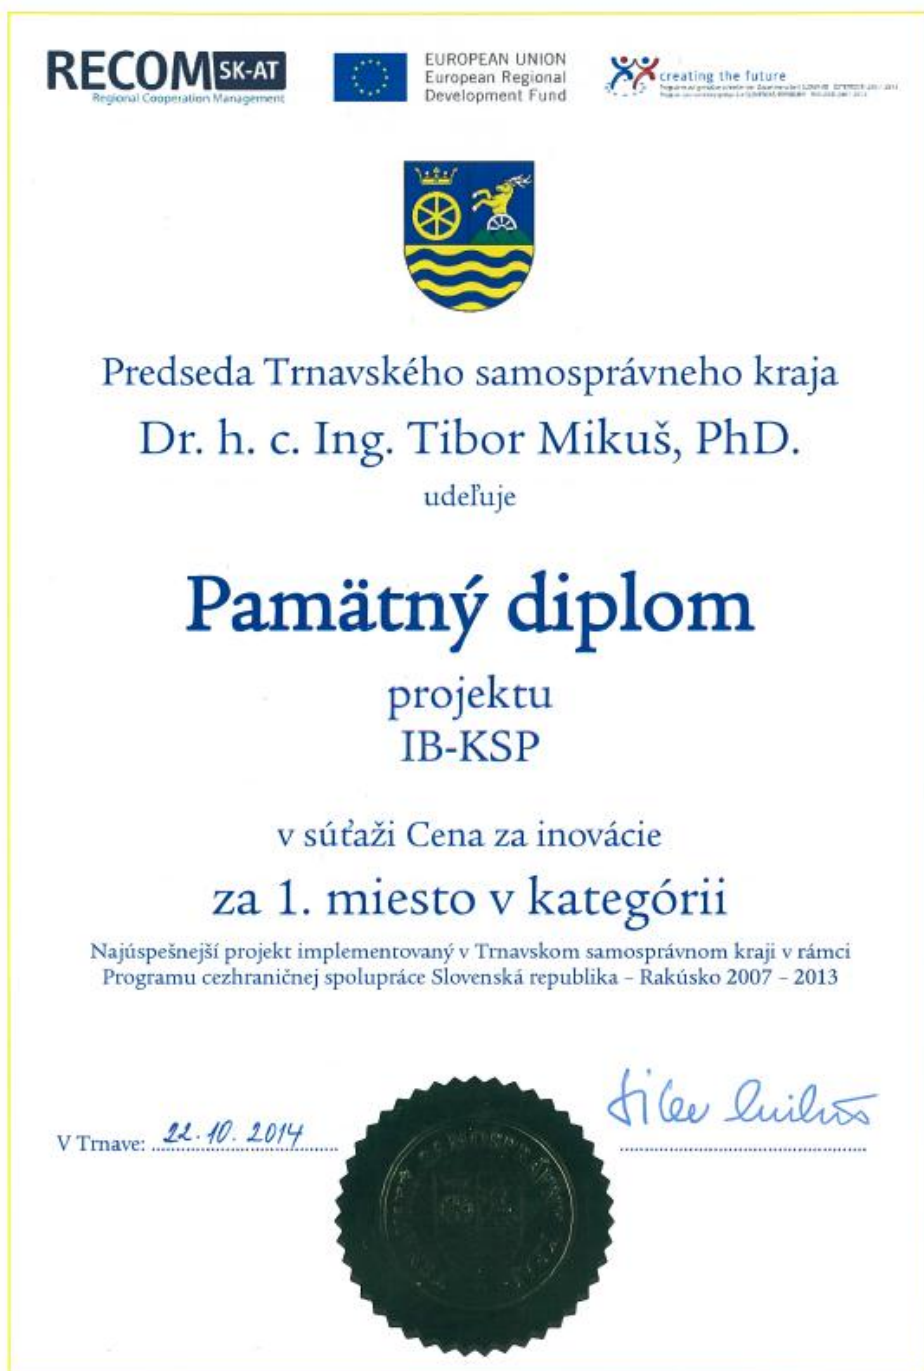 RECOM SK-AT
Regional Cooperation Management
EUROPEAN UNION
European Regional
Development Fund
creating the future
Predseda Trnavského samosprávneho kraja
Dr. h. c. Ing. Tibor Mikuš, PhD.
udeľuje
Pamätný diplom
projektu
IB-KSP
v súťaži Cena za inovácie
za 1. miesto v kategórii
Najúspešnejší projekt implementovaný v Trnavskom samosprávnom kraji v rámci
Programu cezhraničnej spolupráce Slovenská republika – Rakúsko 2007 – 2013
V Trnave: 22.10.2014